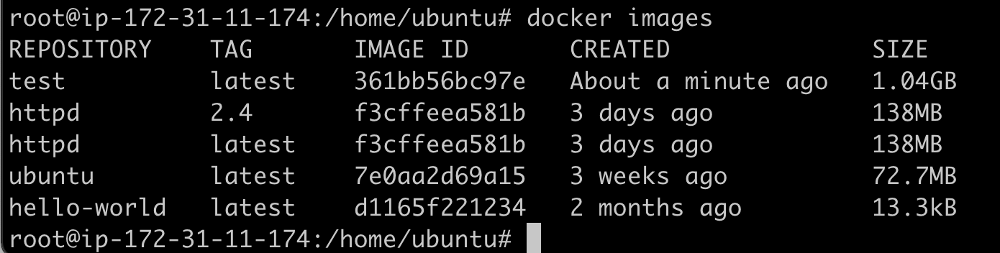 root@ip-172-31-11-174:/home/ubuntu# docker images
REPOSITORY    TAG       IMAGE ID       CREATED              SIZE
test          latest    361bb56bc97e   About a minute ago   1.04GB
httpd         2.4       f3cffeea581b   3 days ago           138MB
httpd         latest    f3cffeea581b   3 days ago           138MB
ubuntu        latest    7e0aa2d69a15   3 weeks ago          72.7MB
hello-world   latest    d1165f221234   2 months ago         13.3kB
root@ip-172-31-11-174:/home/ubuntu#